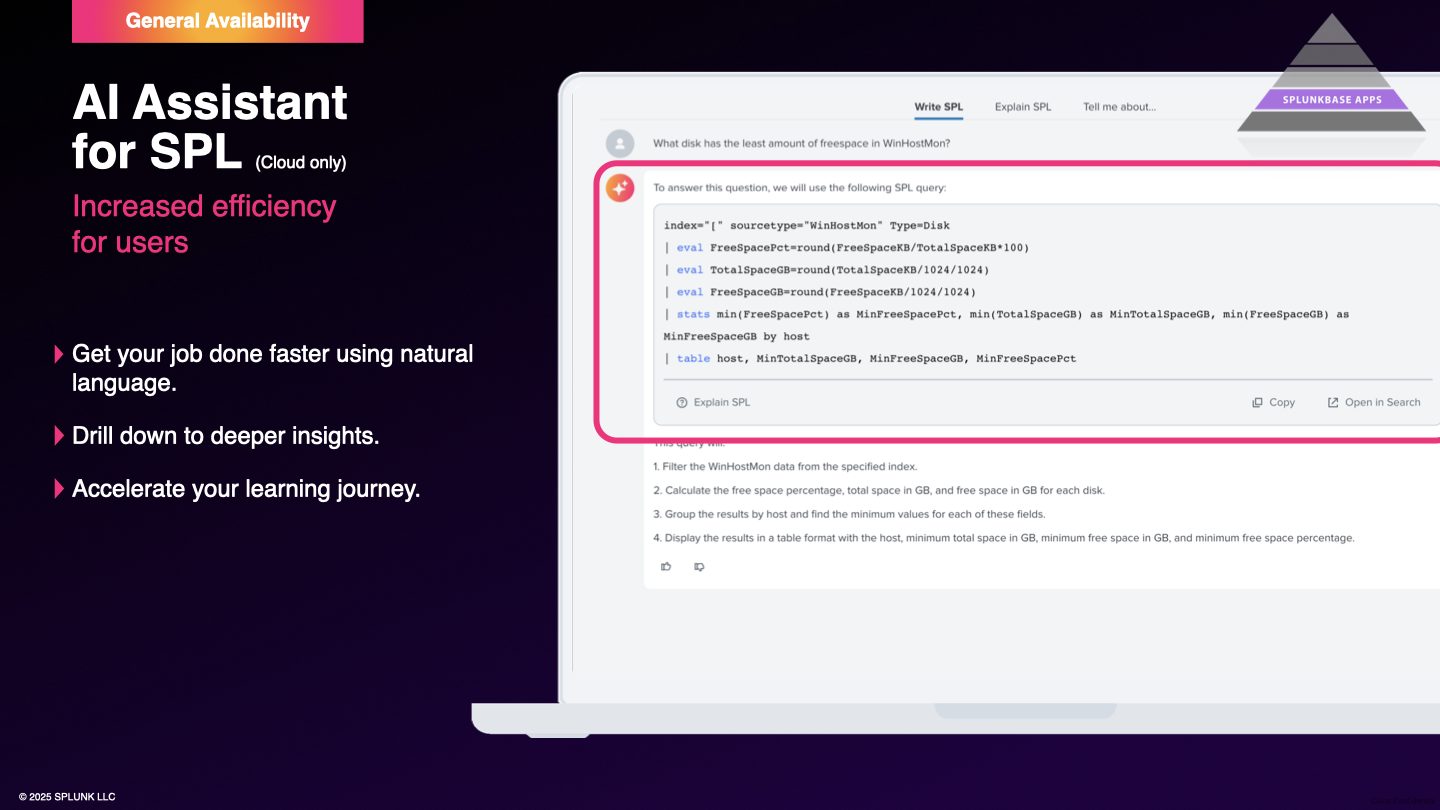 General Availability
AI Assistant
for SPL (Cloud only)
Increased efficiency
for users
Get your job done faster using natural
language.
Drill down to deeper insights.
Accelerate your learning journey.
SPLUNKBASE APPS
Write SPL Explain SPL Tell me about...
What disk has the least amount of freespace in WinHostMon?
To answer this question, we will use the following SPL query:
index="[" sourcetype="WinHostMon" Type=Disk
| eval FreeSpacePct=round(FreeSpaceKB/TotalSpaceKB*100)
| eval TotalSpaceGB=round(TotalSpaceKB/1024/1024)
| eval FreeSpaceGB=round(FreeSpaceKB/1024/1024)
| stats min(FreeSpacePct) as MinFreeSpacePct, min(TotalSpaceGB) as MinTotalSpaceGB, min(FreeSpaceGB) as
MinFreeSpaceGB by host
| table host, MinTotalSpaceGB, MinFreeSpaceGB, MinFreeSpacePct
Explain SPL Copy Open in Search
This query will:
1. Filter the WinHostMon data from the specified index.
2. Calculate the free space percentage, total space in GB, and free space in GB for each disk.
3. Group the results by host and find the minimum values for each of these fields.
4. Display the results in a table format with the host, minimum total space in GB, minimum free space in GB, and minimum free space percentage.
© 2025 SPLUNK LLC